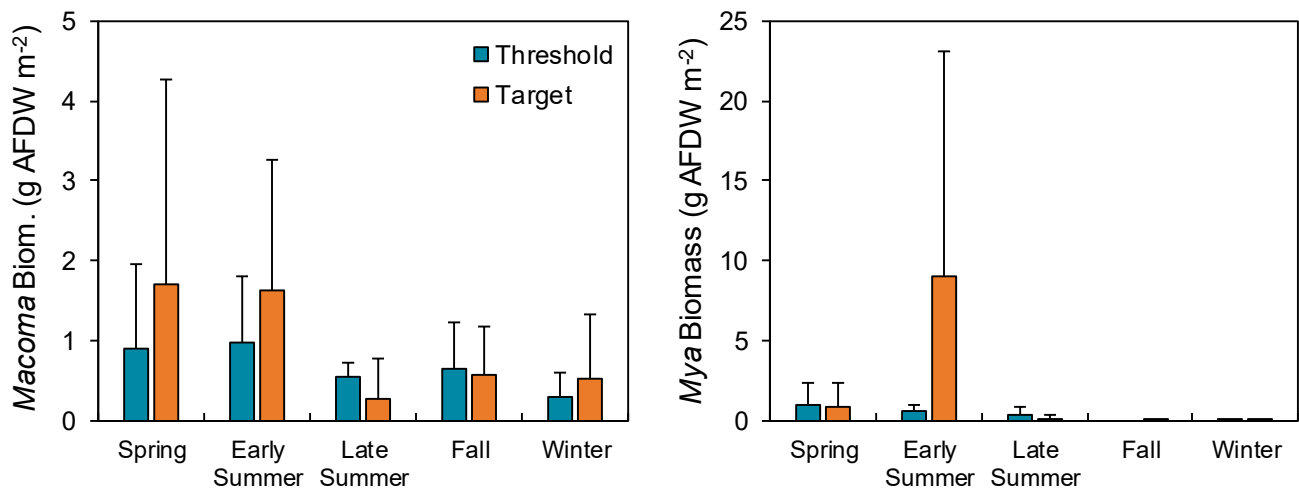 Macoma Biom. (g AFDW m-2)
5
4
3
2
1
0
Threshold
Target
Spring
Early
Summer
Late
Summer
Fall
Winter
Mya Biomass (g AFDW m-2)
25
20
15
10
5
0
Spring
Early
Summer
Late
Summer
Fall
Winter